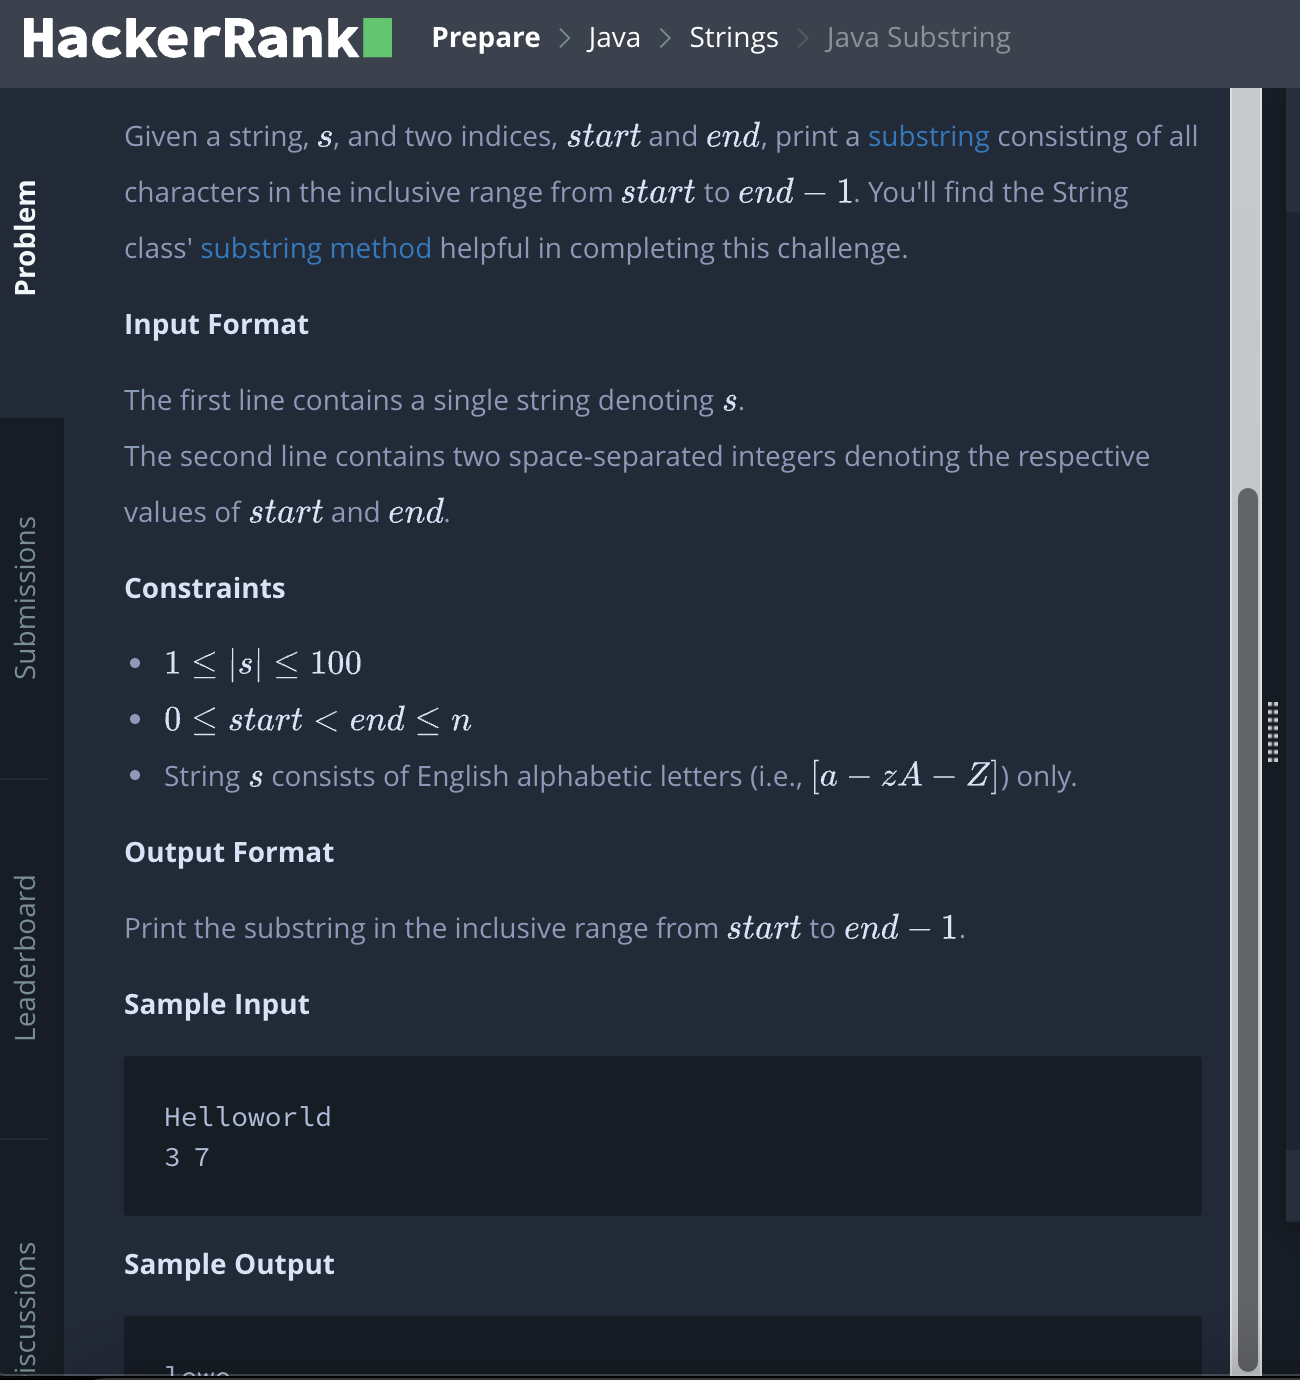 HackerRank
Prepare > Java > Strings > Java Substring
Problem
Submissions
Leaderboard
iscussions
Given a string, s, and two indices, start and end, print a substring consisting of all
characters in the inclusive range from start to end − 1. You'll find the String
class' substring method helpful in completing this challenge.
Input Format
The first line contains a single string denoting s.
The second line contains two space-separated integers denoting the respective
values of start and end.
Constraints
• 1 ≤ |s| ≤ 100
• 0 ≤ start < end ≤ n
• String s consists of English alphabetic letters (i.e., [a − zA − Z]) only.
Output Format
Print the substring in the inclusive range from start to end − 1.
Sample Input
Helloworld
3 7
Sample Output
lowo